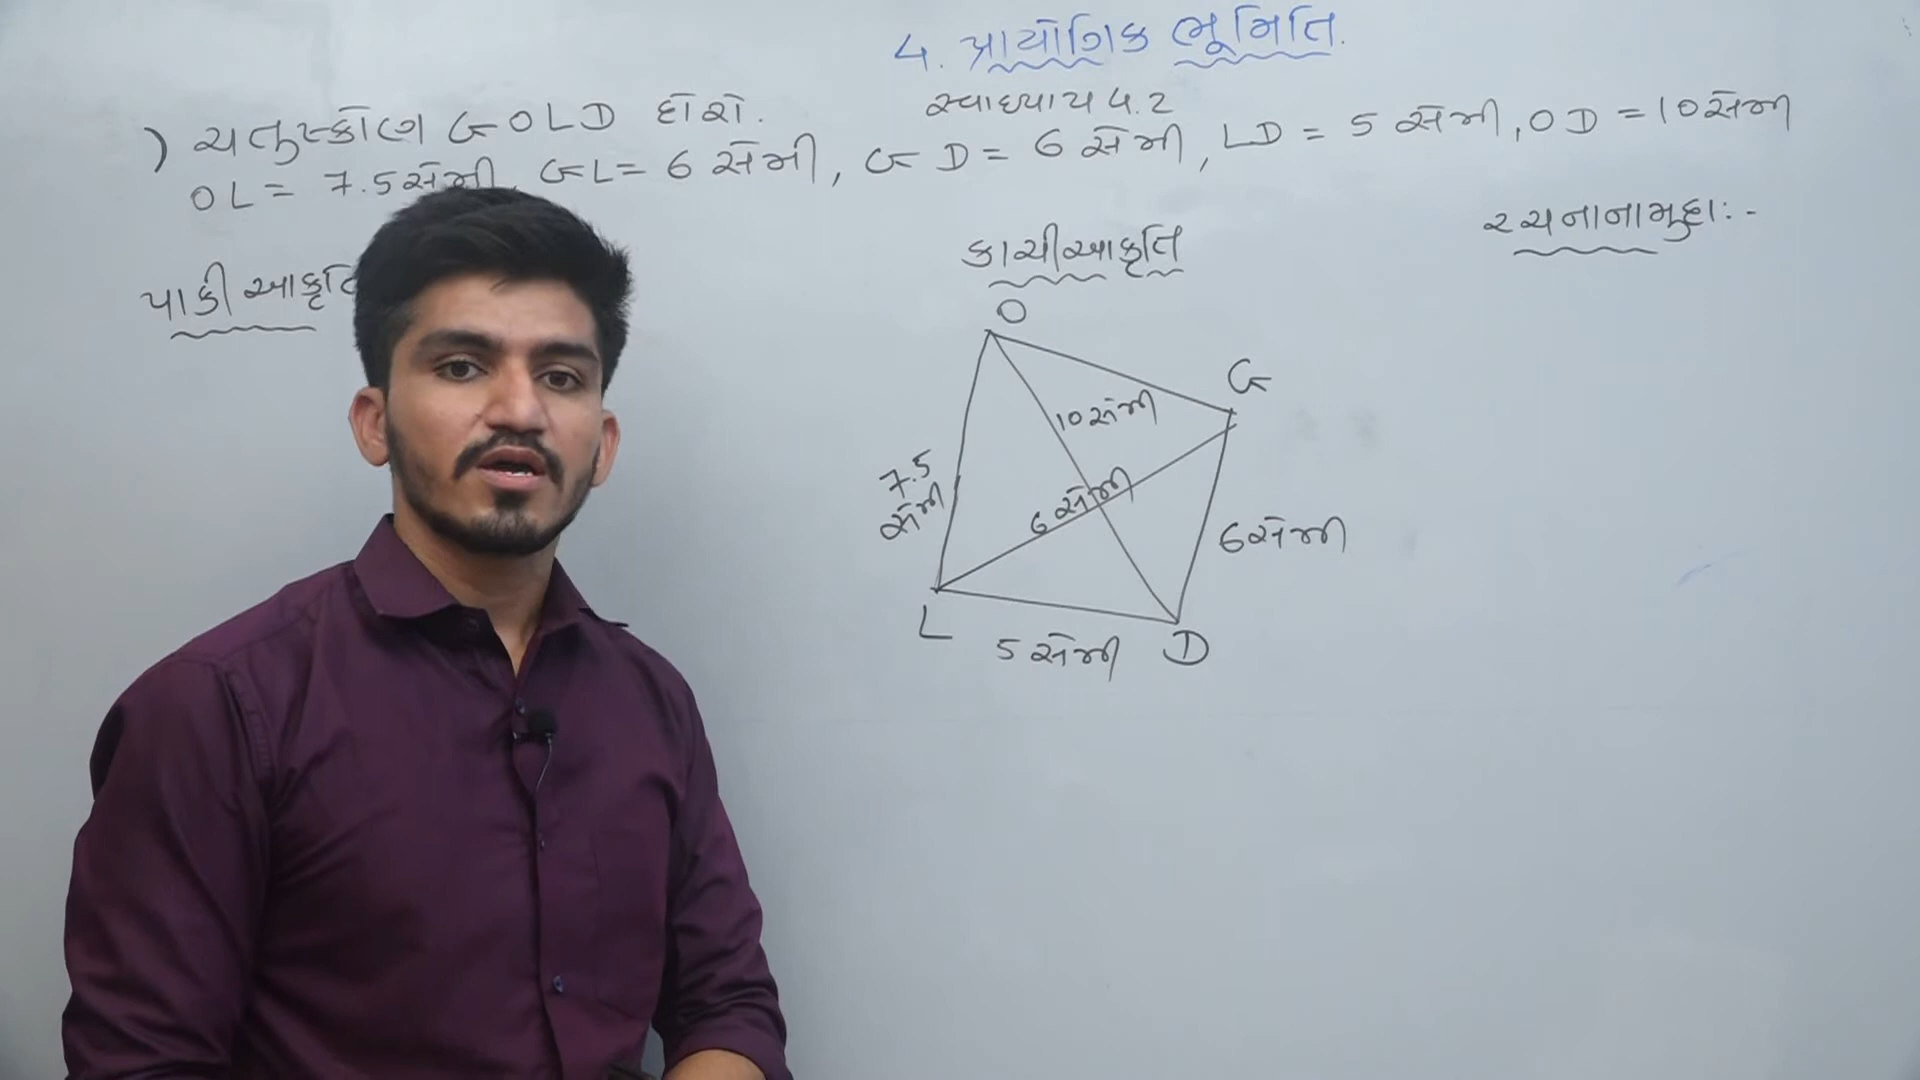 4. પ્રાયોગિક ભૂમિતિ.
સ્વાધ્યાય 4.2
) ચતુષ્કોણ GOLD દોરો.
OL = 7.5 સેમી, GL = 6 સેમી, GD = 6 સેમી, LD = 5 સેમી, OD = 10 સેમી
પાકી આકૃતિ
કાચી આકૃતિ
રચનાના મુદ્દા :-
O
G
10 સેમી
7.5 સેમી
6 સેમી
6 સેમી
L
5 સેમી
D